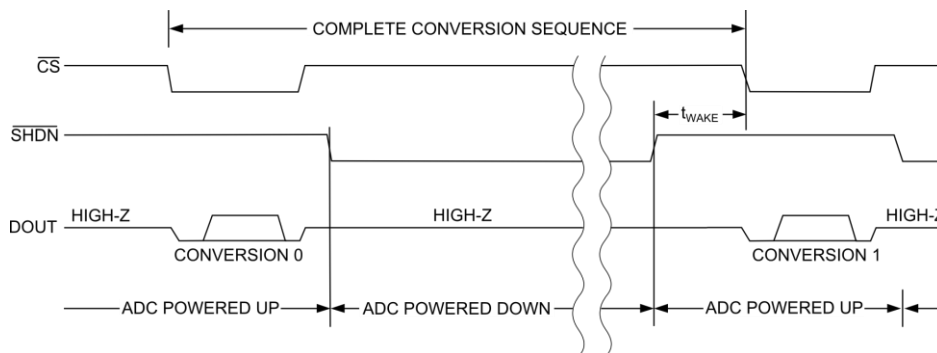 COMPLETE CONVERSION SEQUENCE
CS
tWAKE
SHDN
HIGH-Z
HIGH-Z
HIGH-Z
DOUT
CONVERSION 0
CONVERSION 1
ADC POWERED UP
ADC POWERED DOWN
ADC POWERED UP